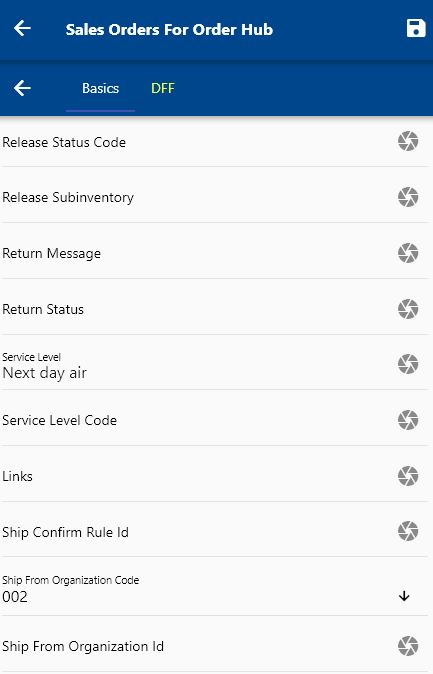 Sales Orders For Order Hub
Basics DFF
Release Status Code
Release Subinventory
Return Message
Return Status
Service Level
Next day air
Service Level Code
Links
Ship Confirm Rule Id
Ship From Organization Code
002
Ship From Organization Id